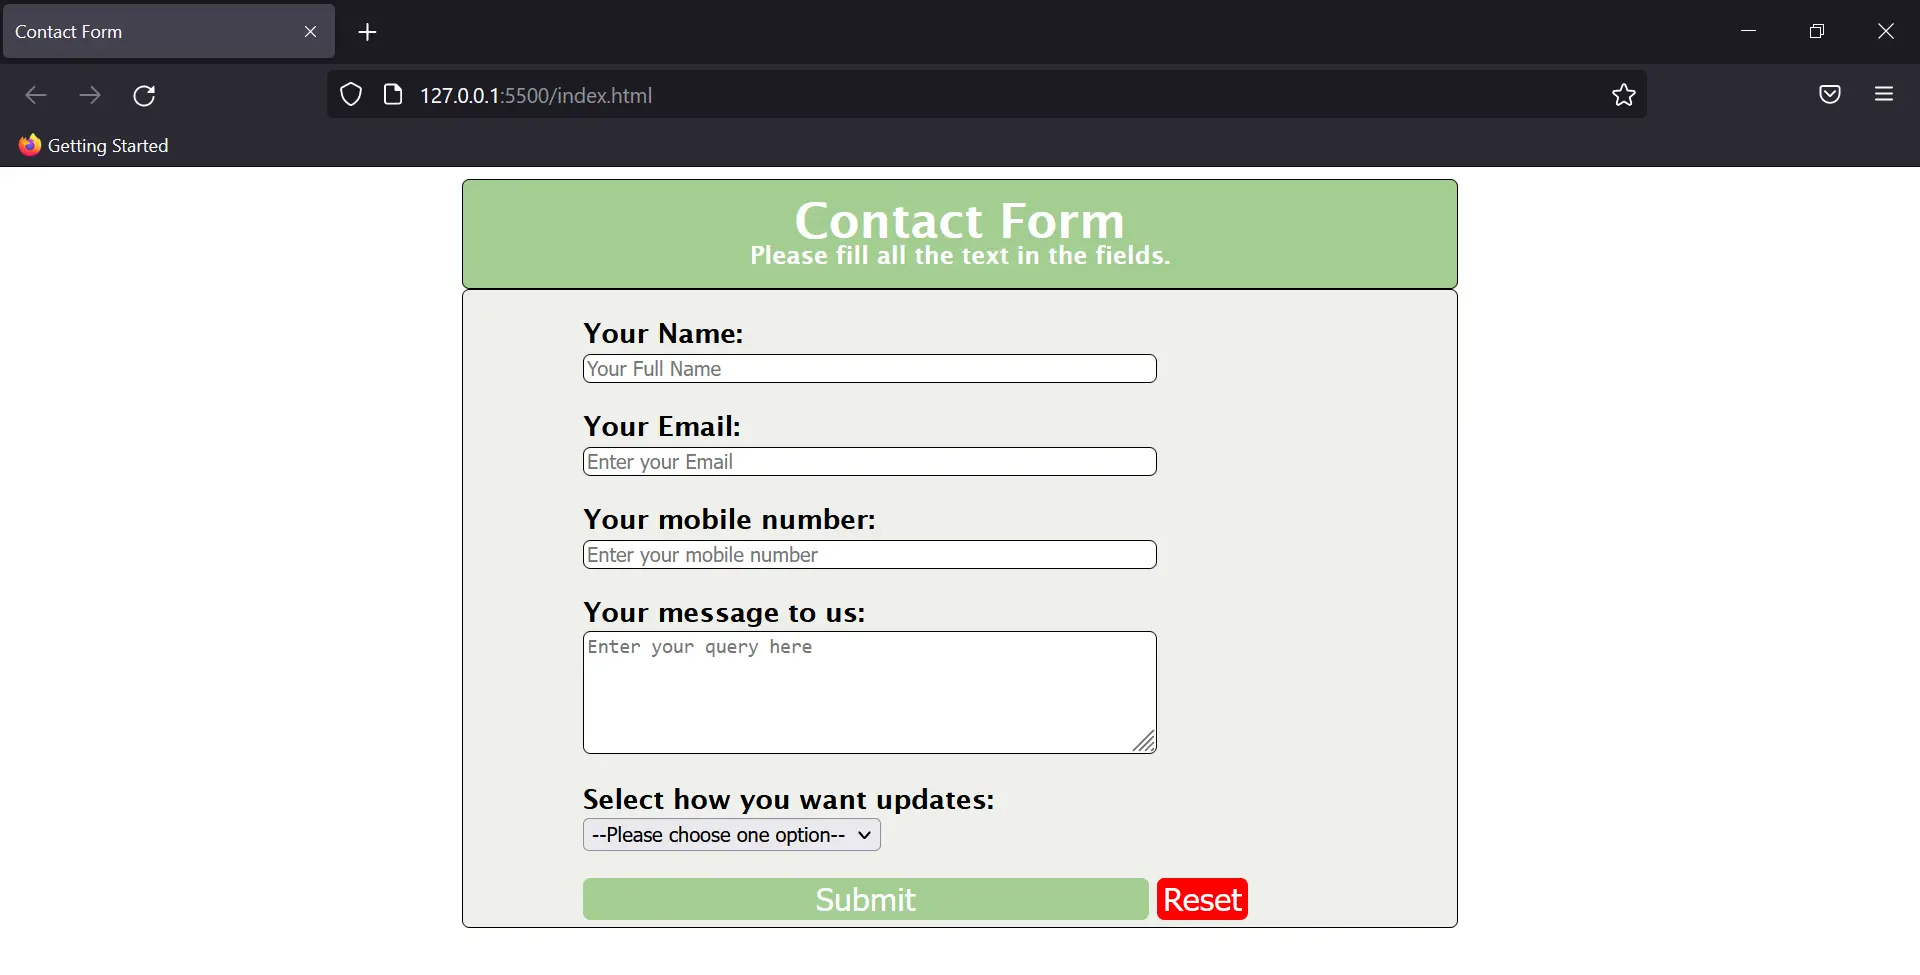 Contact Form
127.0.0.1:5500/index.html
Getting Started
Contact Form
Please fill all the text in the fields.
Your Name:
Your Full Name
Your Email:
Enter your Email
Your mobile number:
Enter your mobile number
Your message to us:
Enter your query here
Select how you want updates:
--Please choose one option--
Submit Reset